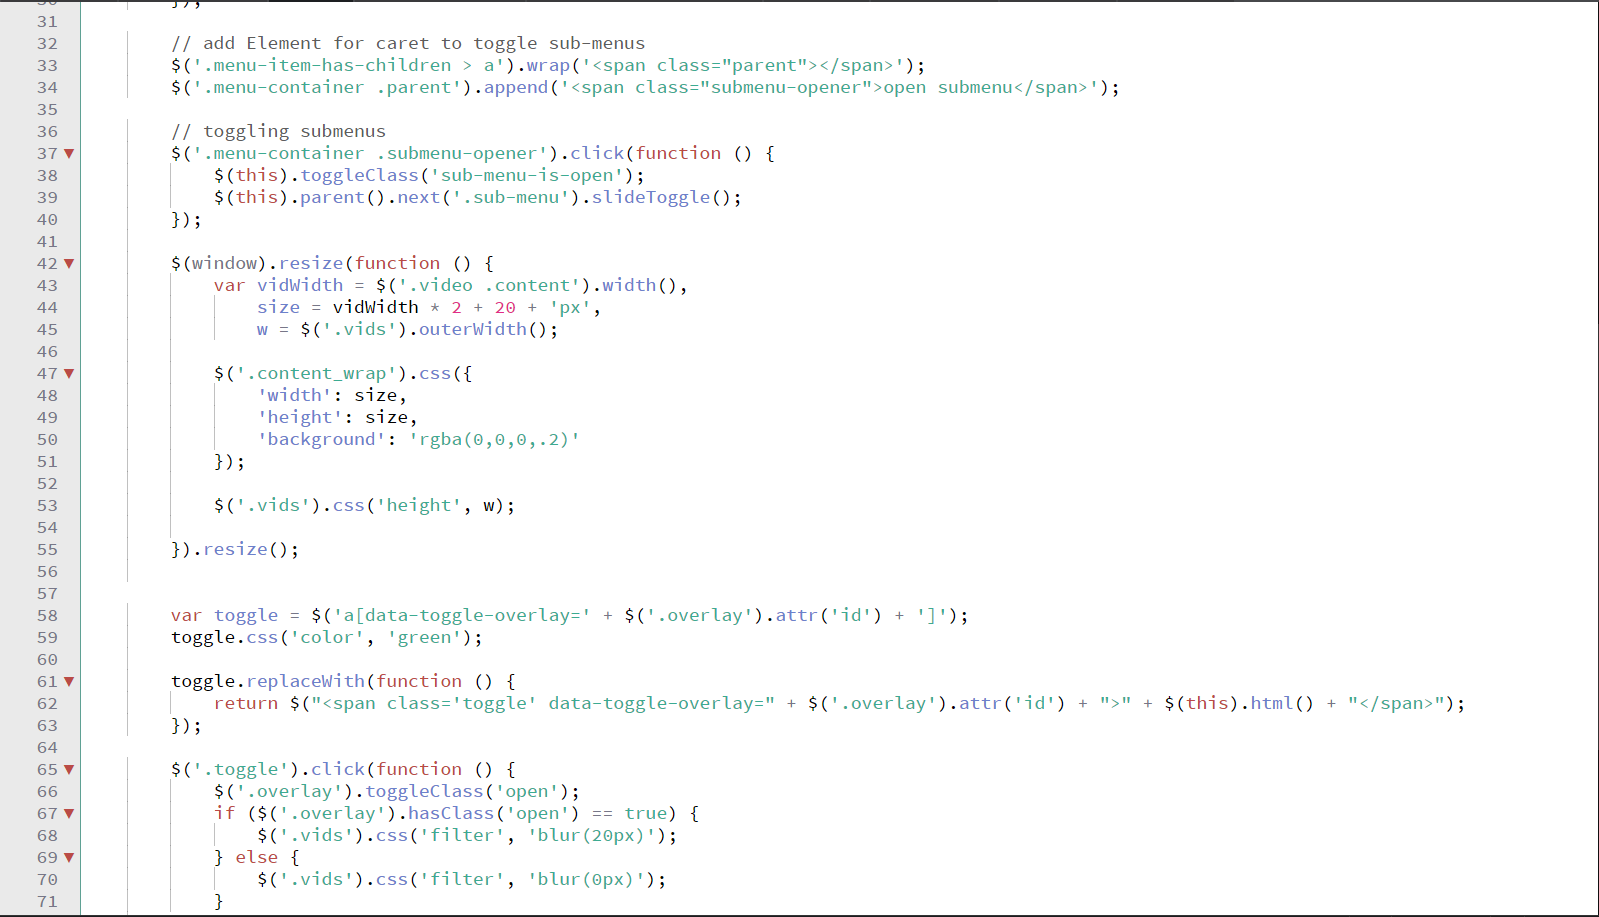 30 });
31
32 // add Element for caret to toggle sub-menus
33 $('.menu-item-has-children > a').wrap('<span class="parent"></span>');
34 $('.menu-container .parent').append('<span class="submenu-opener">open submenu</span>');
35
36 // toggling submenus
37 $('.menu-container .submenu-opener').click(function () {
38 $(this).toggleClass('sub-menu-is-open');
39 $(this).parent().next('.sub-menu').slideToggle();
40 });
41
42 $(window).resize(function () {
43 var vidWidth = $('.video .content').width(),
44 size = vidWidth * 2 + 20 + 'px',
45 w = $('.vids').outerWidth();
46
47 $('.content_wrap').css({
48 'width': size,
49 'height': size,
50 'background': 'rgba(0,0,0,.2)'
51 });
52
53 $('.vids').css('height', w);
54
55 }).resize();
56
57
58 var toggle = $('a[data-toggle-overlay=' + $('.overlay').attr('id') + ']');
59 toggle.css('color', 'green');
60
61 toggle.replaceWith(function () {
62 return $("<span class='toggle' data-toggle-overlay=" + $('.overlay').attr('id') + ">" + $(this).html() + "</span>");
63 });
64
65 $('.toggle').click(function () {
66 $('.overlay').toggleClass('open');
67 if ($('.overlay').hasClass('open') == true) {
68 $('.vids').css('filter', 'blur(20px)');
69 } else {
70 $('.vids').css('filter', 'blur(0px)');
71 }